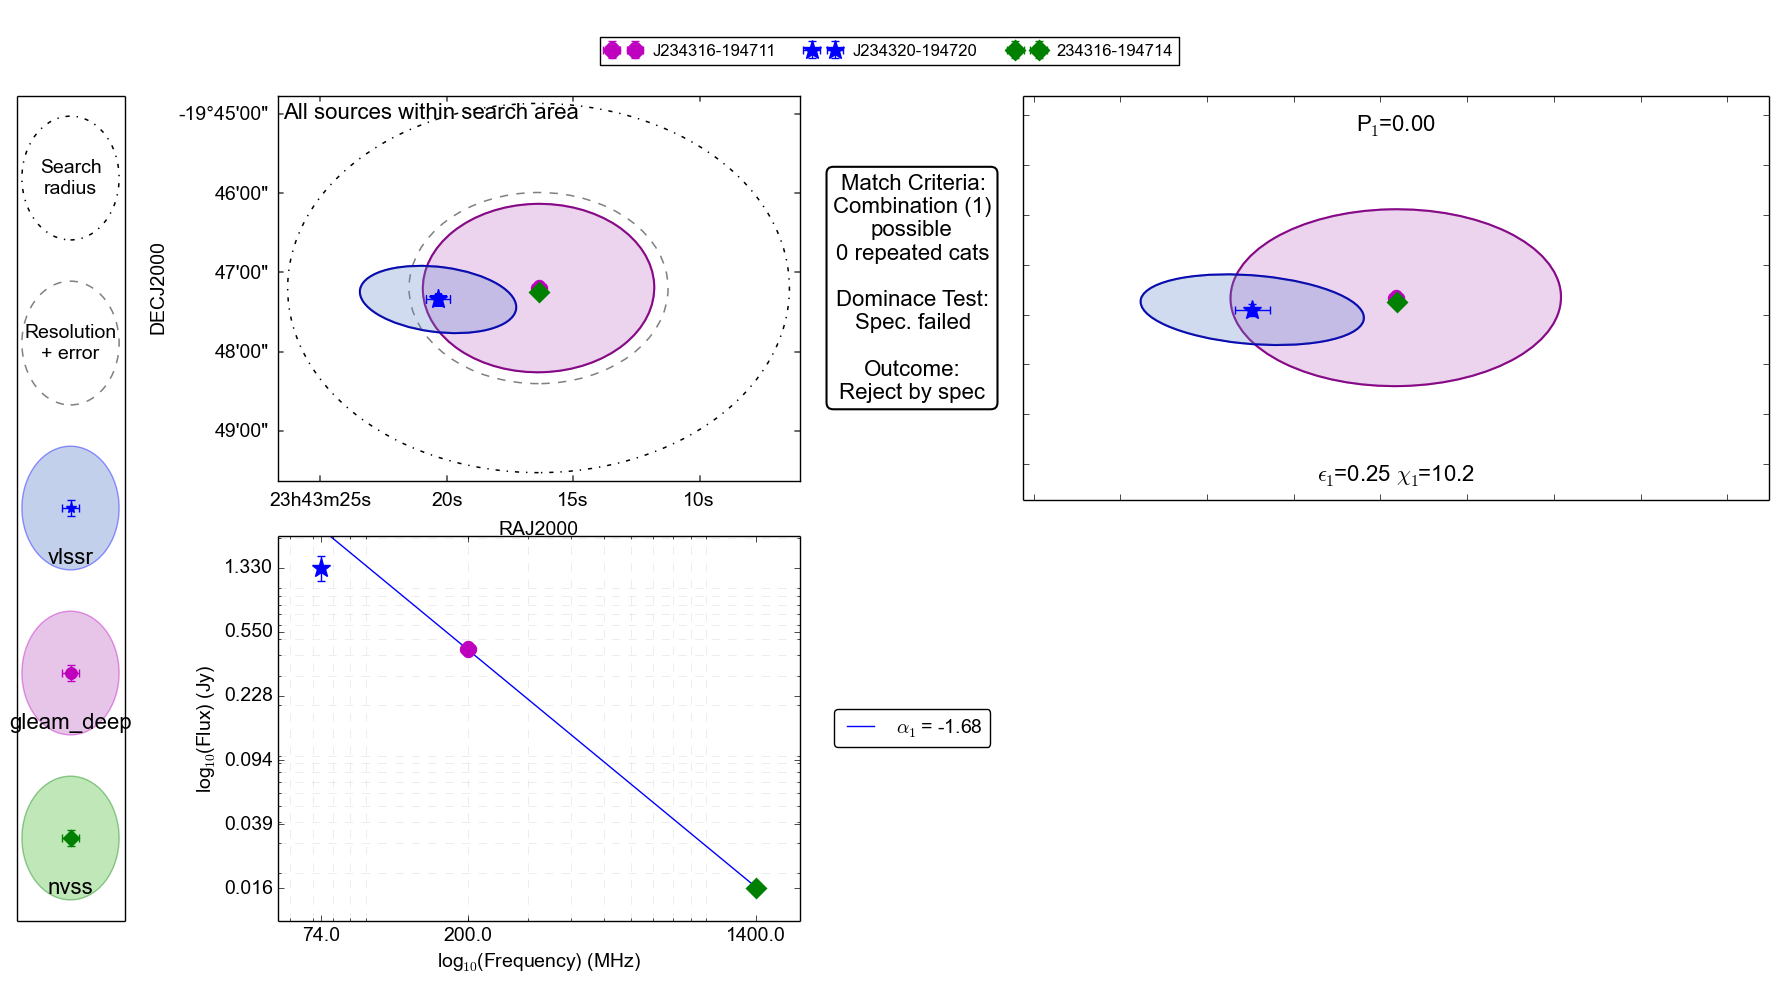 J234316-194711 J234320-194720 234316-194714
Search
radius
Resolution
+ error
vlssr
gleam_deep
nvss
All sources within search area
-19°45'00"
46'00"
47'00"
48'00"
49'00"
DECJ2000
23h43m25s 20s 15s 10s
RAJ2000
Match Criteria:
Combination (1)
possible
0 repeated cats
Dominace Test:
Spec. failed
Outcome:
Reject by spec
P₁=0.00
ϵ₁=0.25 χ₁=10.2
1.330
0.550
0.228
0.094
0.039
0.016
log₁₀(Flux) (Jy)
74.0 200.0 1400.0
log₁₀(Frequency) (MHz)
α₁ = -1.68